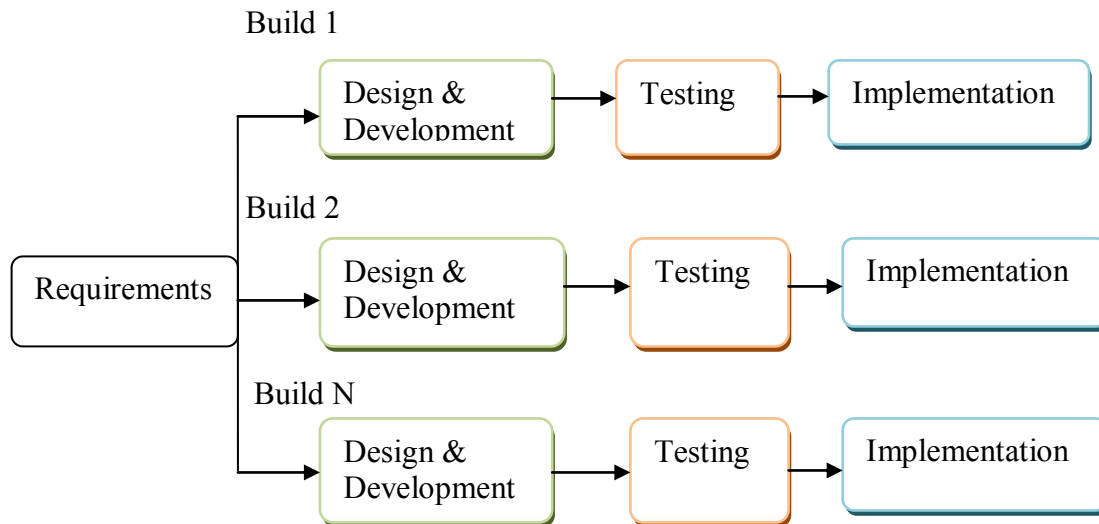 Build 1
Design &
Development
Testing
Implementation
Build 2
Requirements
Design &
Development
Testing
Implementation
Build N
Design &
Development
Testing
Implementation